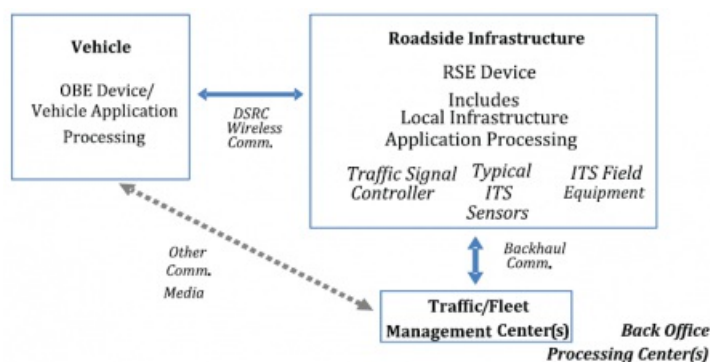 Vehicle
OBE Device/
Vehicle Application
Processing
DSRC
Wireless
Comm.
Roadside Infrastructure
RSE Device
Includes
Local Infrastructure
Application Processing
Traffic Signal
Controller
Typical
ITS
Sensors
ITS Field
Equipment
Other
Comm.
Media
Backhaul
Comm.
Traffic/Fleet
Management Center(s)
Back Office
Processing Center(s)